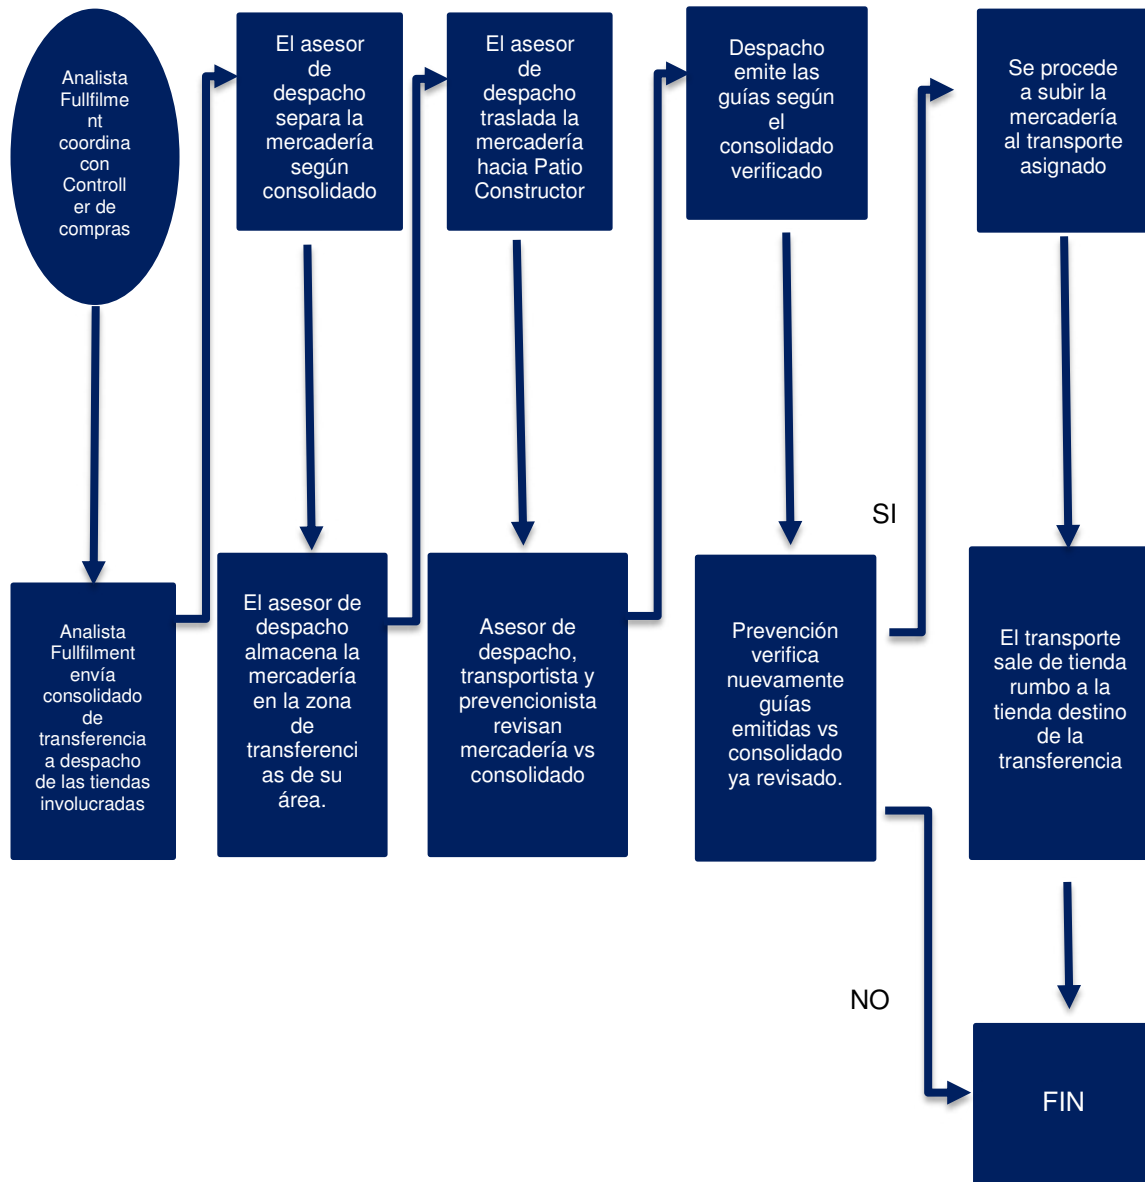 Analista
Fullfilme
nt
coordina
con
Controll
er de
compras
Analista
Fullfilment
envía
consolidado
de
transferencia
a despacho
de las tiendas
involucradas
El asesor
de
despacho
separa la
mercadería
según
consolidado
El asesor de
despacho
almacena la
mercadería
en la zona
de
transferenci
as de su
área.
El asesor
de
despacho
traslada la
mercadería
hacia Patio
Constructor
Asesor de
despacho,
transportista y
prevencionista
revisan
mercadería vs
consolidado
Despacho
emite las
guías según
el
consolidado
verificado
Prevención
verifica
nuevamente
guías
emitidas vs
consolidado
ya revisado.
SI
Se procede
a subir la
mercadería
al transporte
asignado
El transporte
sale de tienda
rumbo a la
tienda destino
de la
transferencia
NO
FIN